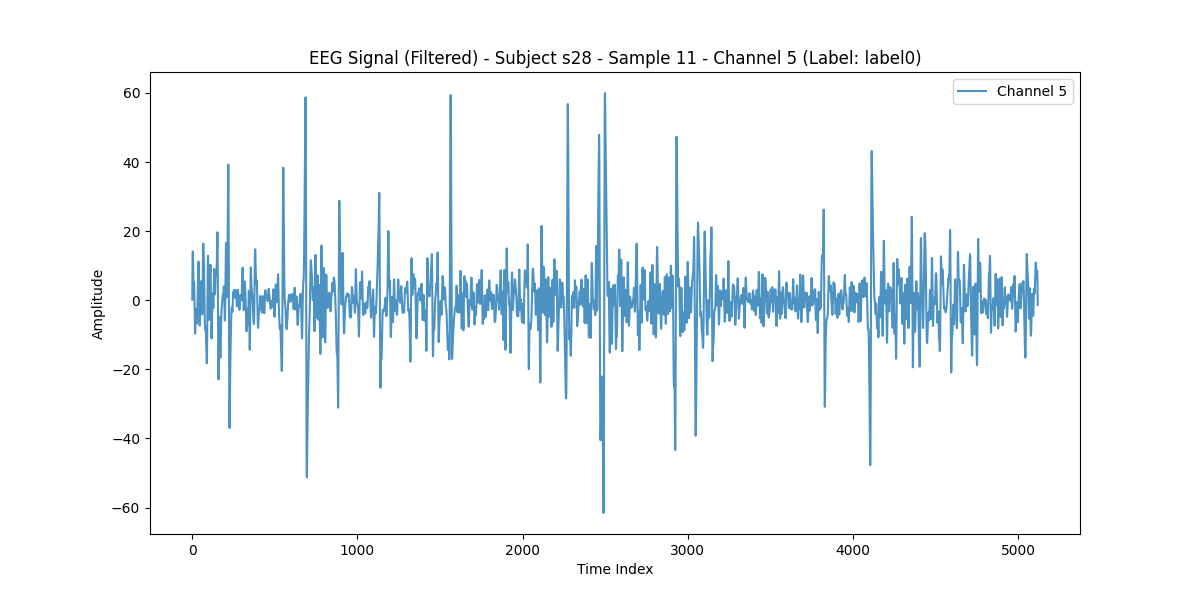 EEG Signal (Filtered) - Subject s28 - Sample 11 - Channel 5 (Label: label0)
Channel 5
60
40
20
0
−20
−40
−60
Amplitude
0 1000 2000 3000 4000 5000
Time Index